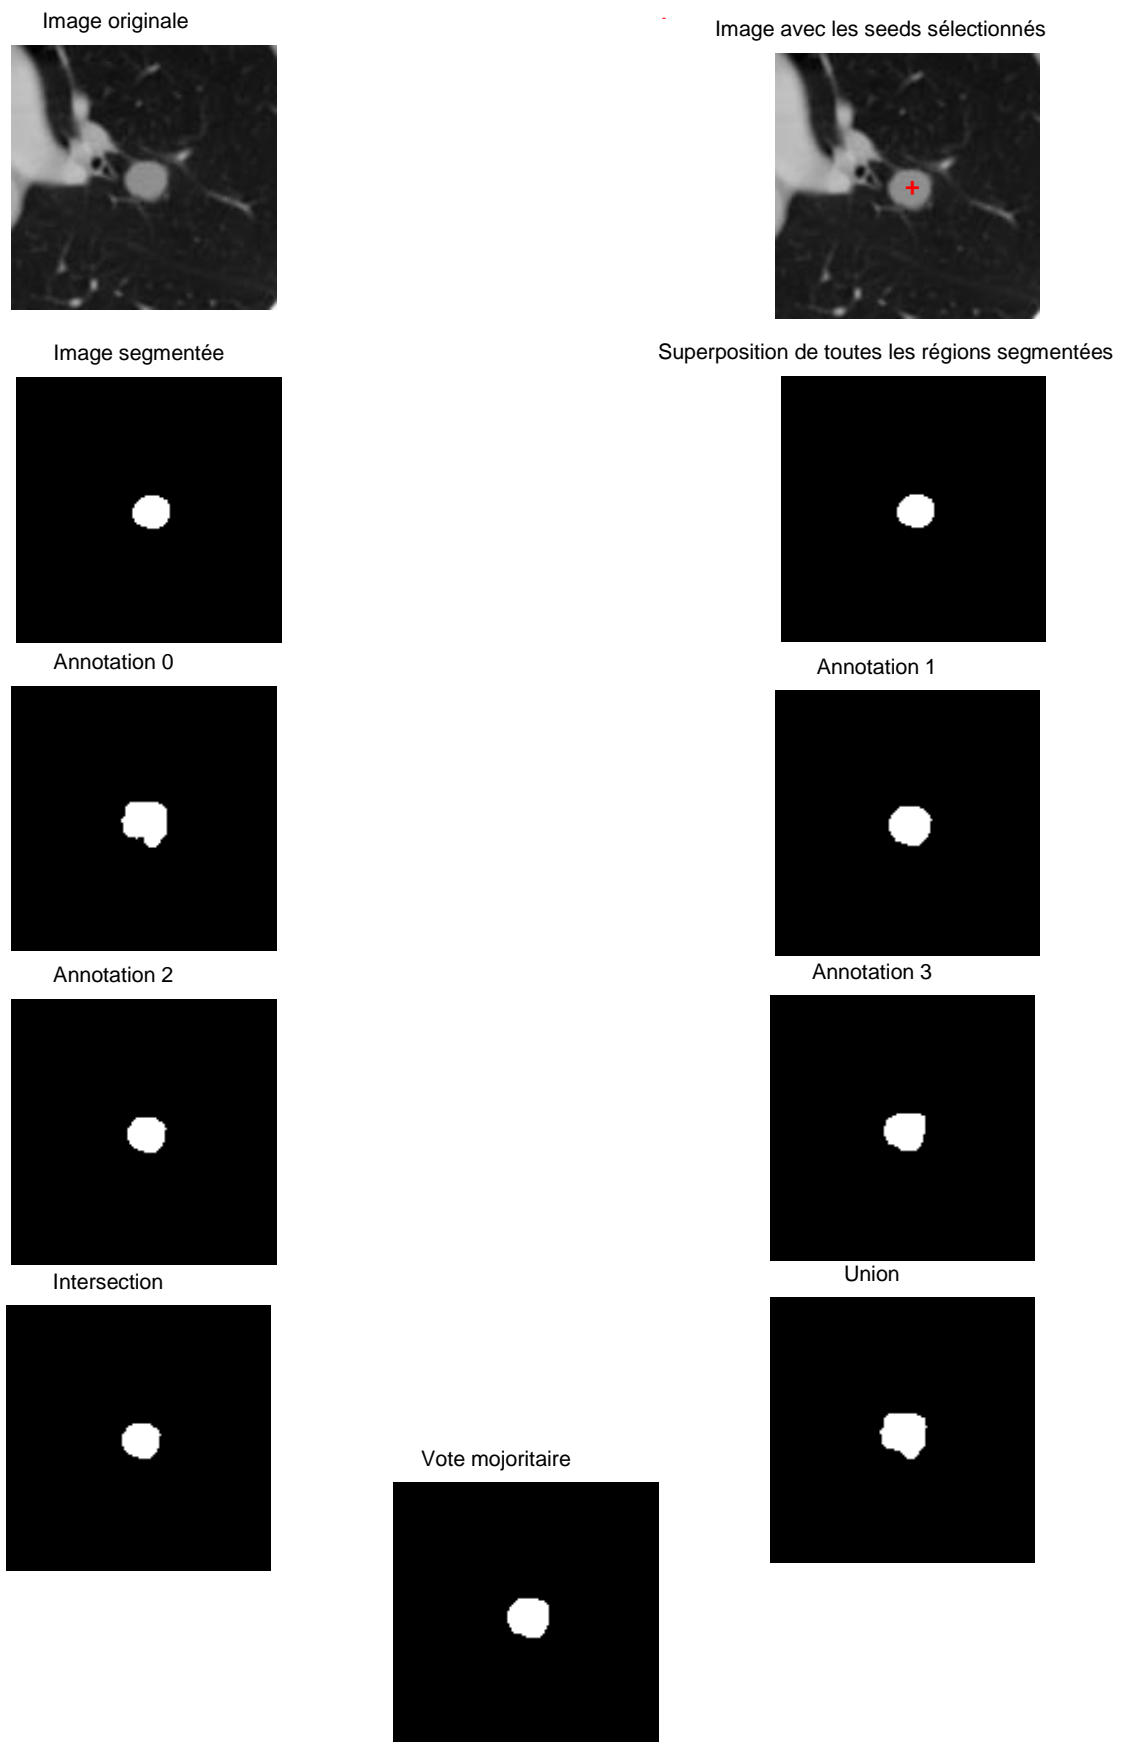 Image originale
Image avec les seeds sélectionnés
Image segmentée
Superposition de toutes les régions segmentées
Annotation 0
Annotation 1
Annotation 2
Annotation 3
Intersection
Union
Vote mojoritaire